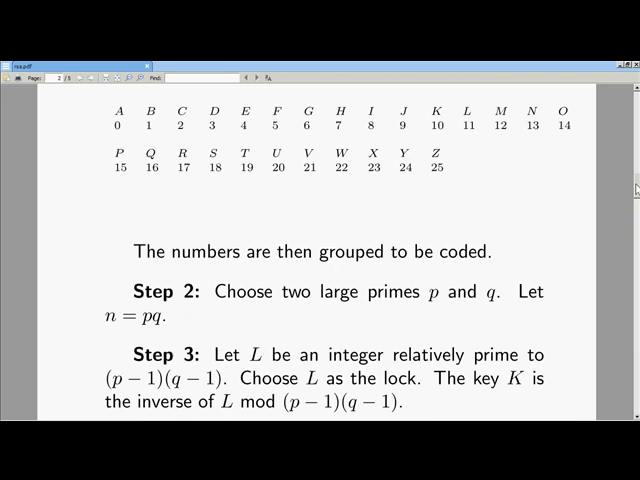 rsa.pdf
Page: 2 / 5 Find:
A B C D E F G H I J K L M N O
0 1 2 3 4 5 6 7 8 9 10 11 12 13 14
P Q R S T U V W X Y Z
15 16 17 18 19 20 21 22 23 24 25
The numbers are then grouped to be coded.
Step 2: Choose two large primes p and q. Let
n = pq.
Step 3: Let L be an integer relatively prime to
(p − 1)(q − 1). Choose L as the lock. The key K is
the inverse of L mod (p − 1)(q − 1).